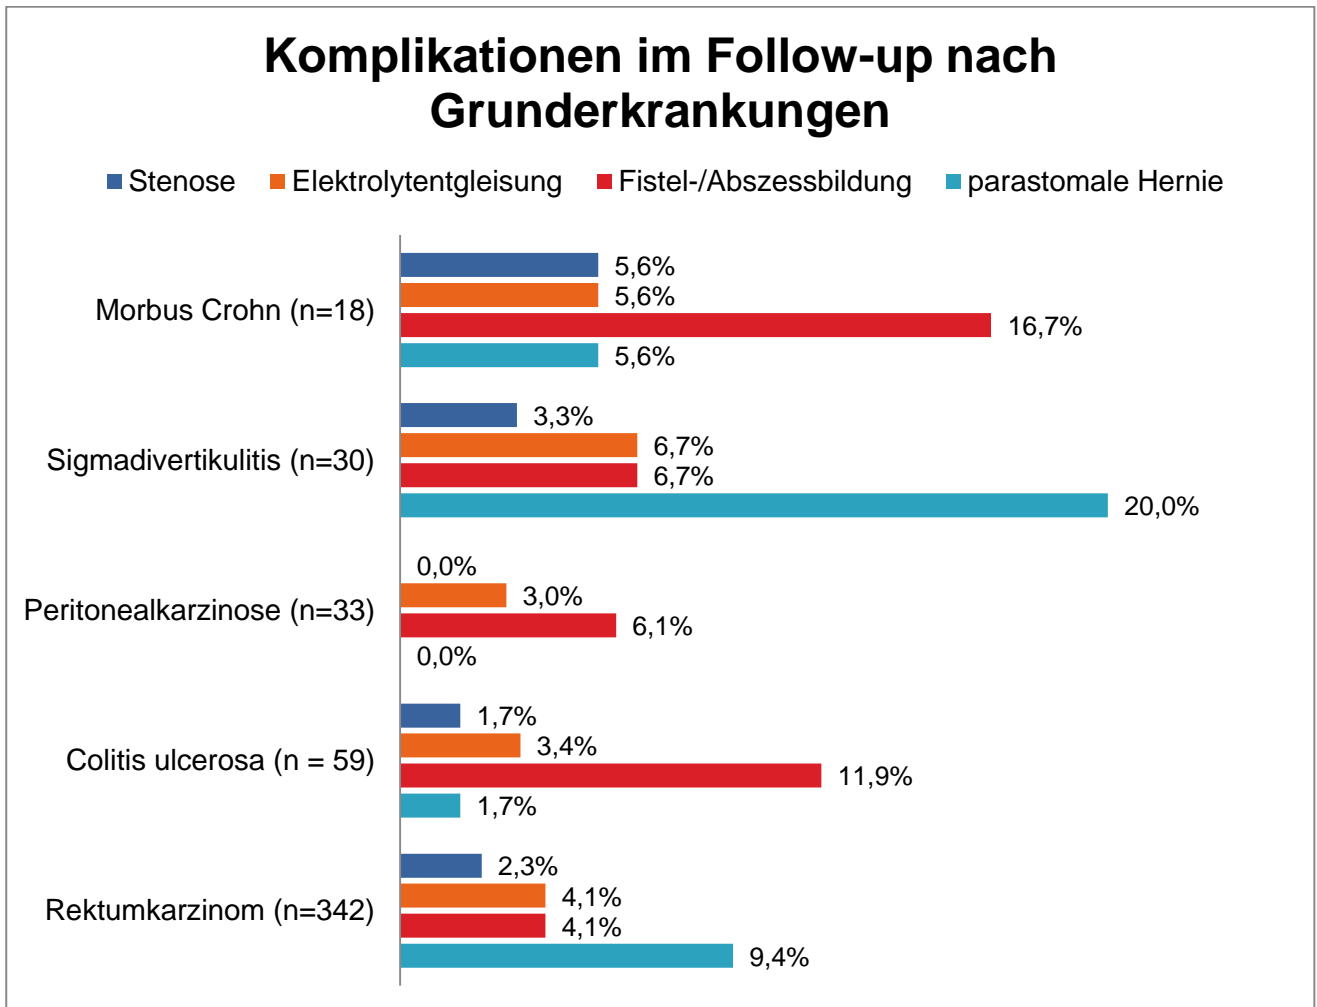 Komplikationen im Follow-up nach
Grunderkrankungen
Stenose Elektrolytentgleisung Fistel-/Abszessbildung parastomale Hernie
Morbus Crohn (n=18)
5,6%
5,6%
16,7%
5,6%
Sigmadivertikulitis (n=30)
3,3%
6,7%
6,7%
20,0%
Peritonealkarzinose (n=33)
0,0%
3,0%
6,1%
0,0%
Colitis ulcerosa (n = 59)
1,7%
3,4%
11,9%
1,7%
Rektumkarzinom (n=342)
2,3%
4,1%
4,1%
9,4%